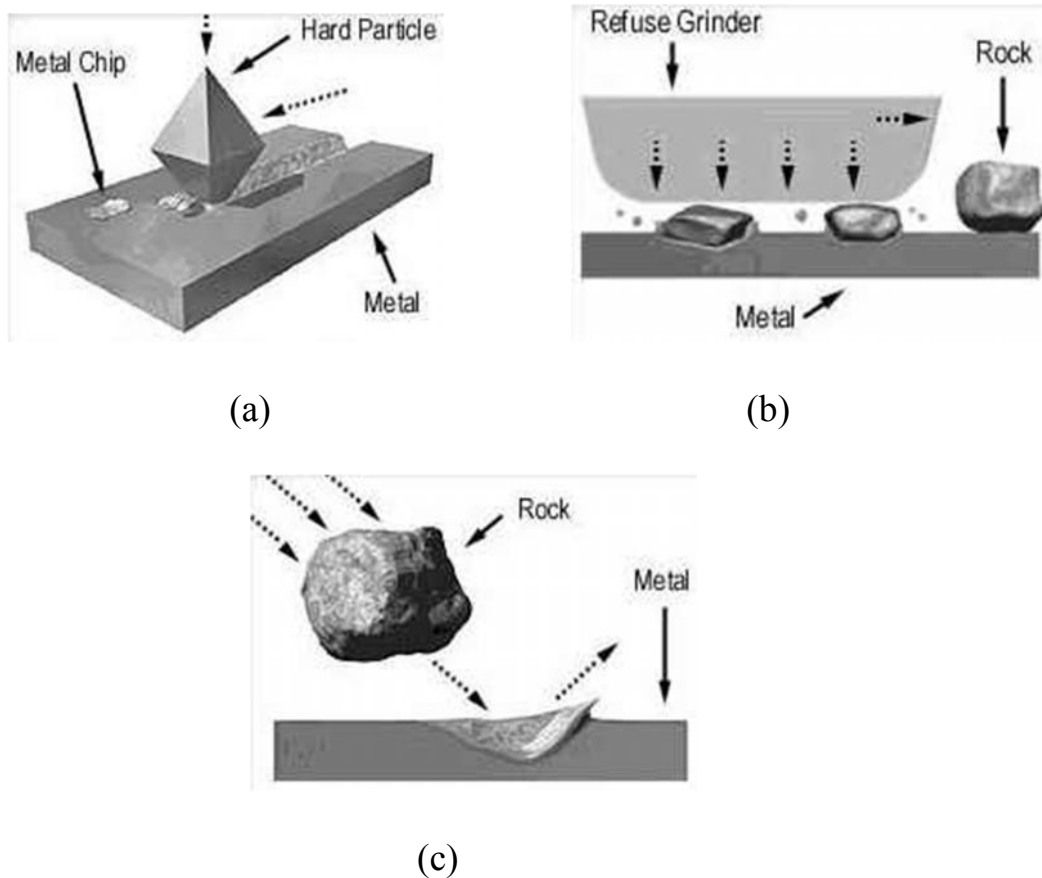 Hard Particle
Metal Chip
Metal
(a)
Refuse Grinder
Rock
Metal
(b)
Rock
Metal
(c)